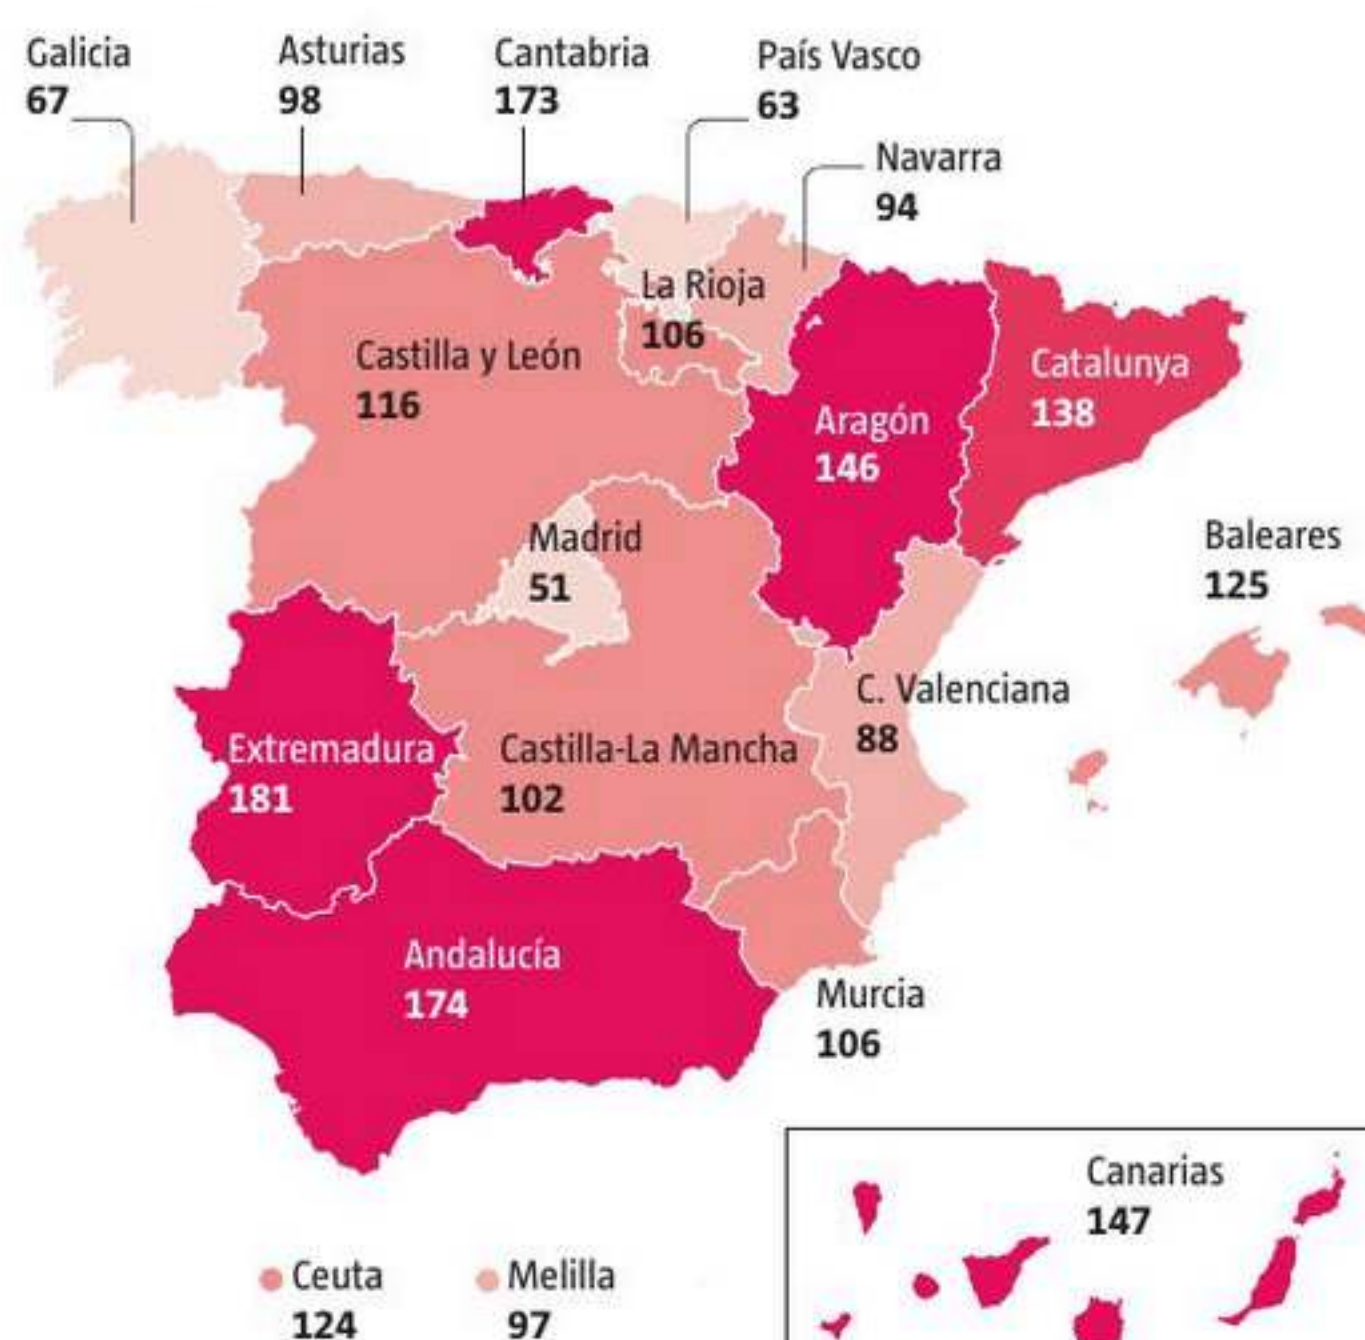 Galicia
67
Asturias
98
Cantabria
173
País Vasco
63
Navarra
94
La Rioja
106
Castilla y León
116
Catalunya
138
Aragón
146
Madrid
51
Baleares
125
C. Valenciana
88
Extremadura
181
Castilla-La Mancha
102
Andalucía
174
Murcia
106
Canarias
147
Ceuta
124
Melilla
97